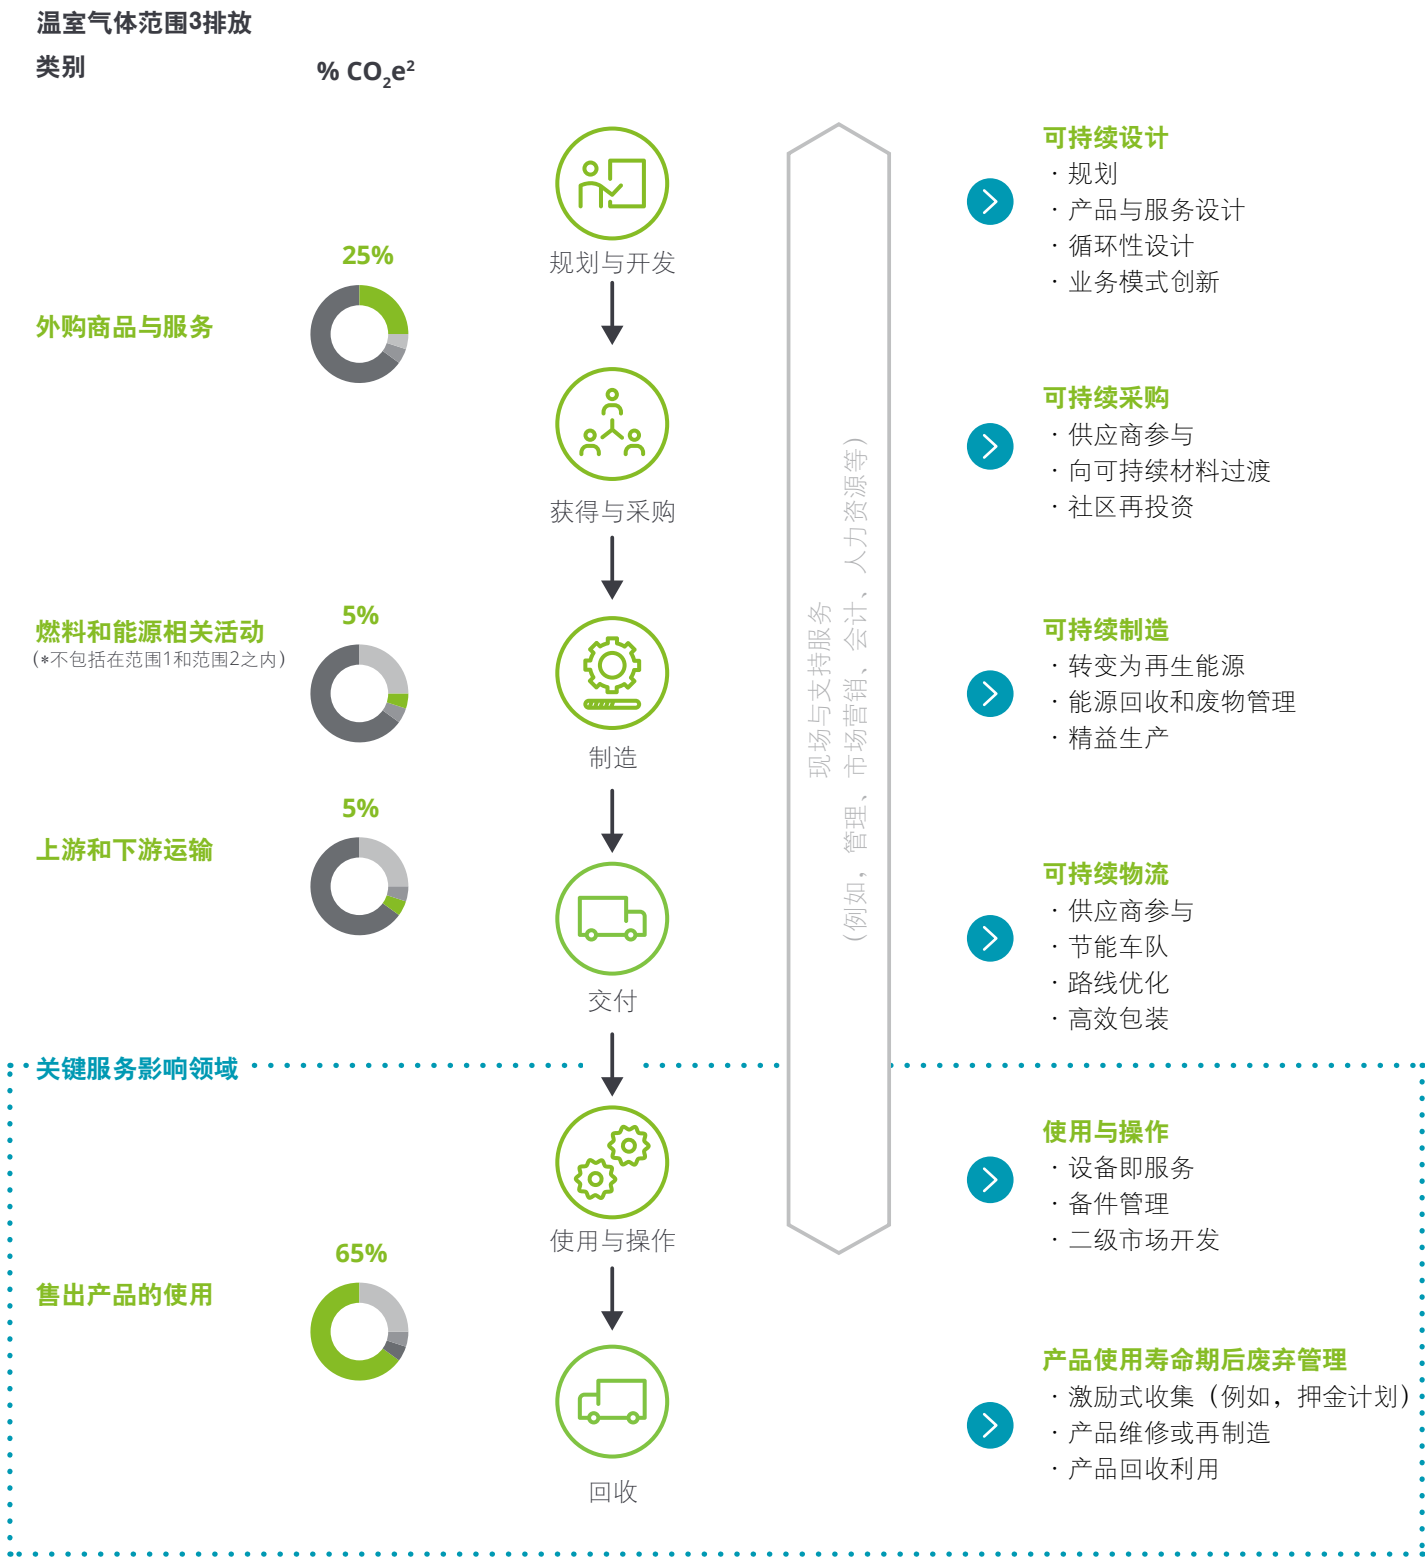 温室气体范围3排放
类别
% CO₂e²
规划与开发
25%
外购商品与服务
获得与采购
5%
燃料和能源相关活动
(*不包括在范围1和范围2之内)
制造
5%
上游和下游运输
交付
关键服务影响领域
使用与操作
65%
售出产品的使用
回收
现场与支持服务
(例如，管理、市场营销、会计、人力资源等)
可持续设计
· 规划
· 产品与服务设计
· 循环性设计
· 业务模式创新
可持续采购
· 供应商参与
· 向可持续材料过渡
· 社区再投资
可持续制造
· 转变为再生能源
· 能源回收和废物管理
· 精益生产
可持续物流
· 供应商参与
· 节能车队
· 路线优化
· 高效包装
使用与操作
· 设备即服务
· 备件管理
· 二级市场开发
产品使用寿命期后废弃管理
· 激励式收集（例如，押金计划）
· 产品维修或再制造
· 产品回收利用